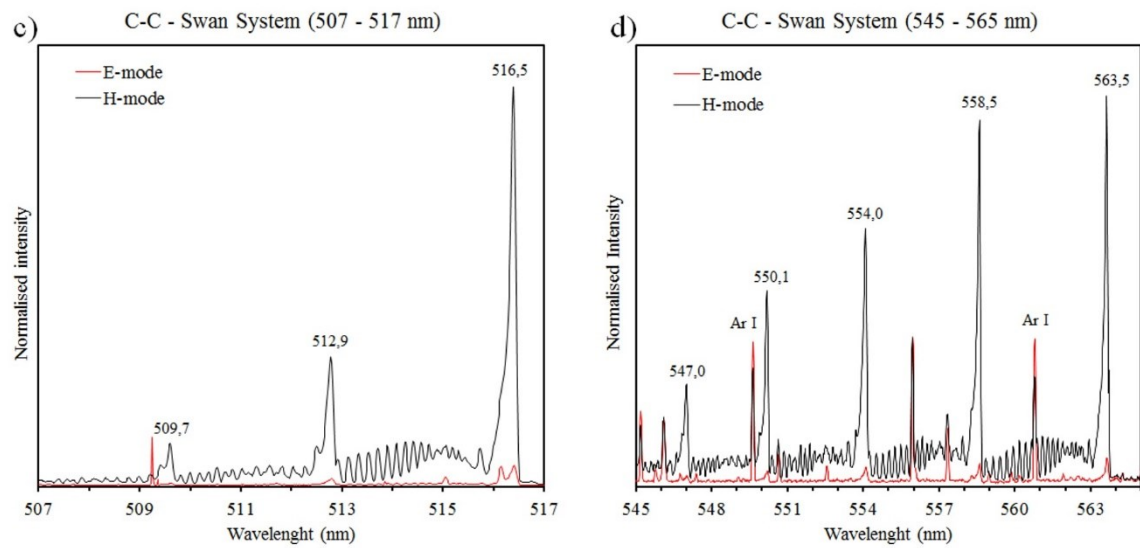 c)
C-C - Swan System (507 - 517 nm)
E-mode
H-mode
516,5
512,9
509,7
Normalised intensity
507
509
511
513
515
517
Wavelenght (nm)
d)
C-C - Swan System (545 - 565 nm)
E-mode
H-mode
563,5
558,5
554,0
550,1
Ar I
Ar I
547,0
Normalised Intensity
545
548
551
554
557
560
563
Wavelenght (nm)